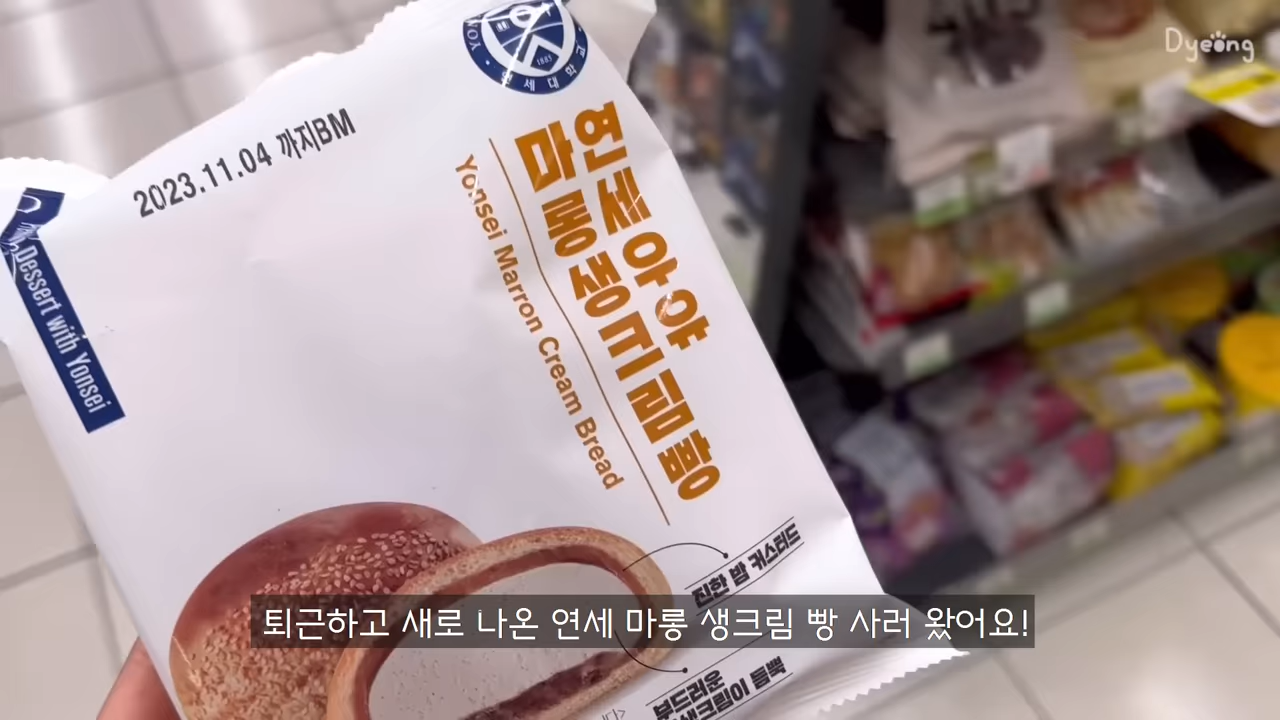 Dyeong
1885
연세대학교
2023.11.04 까지BM
연세우유
마롱생크림빵
Yonsei Marron Cream Bread
Dessert with Yonsei
진한 밤 커스터드
퇴근하고 새로 나온 연세 마롱 생크림 빵 사러 왔어요!
부드러운
생크림이 듬뿍